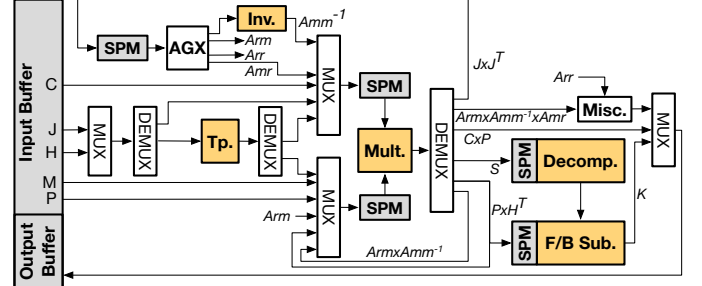 Input Buffer
Output Buffer
C
J
H
M
P
SPM
AGX
Inv.
Amm⁻¹
Arm
Arr
Amr
MUX
DEMUX
Tp.
DEMUX
MUX
MUX
Arm
SPM
Mult.
SPM
ArmxAmm⁻¹
DEMUX
JxJᵀ
ArmxAmm⁻¹xAmr
CxP
S
PxHᵀ
Arr
Misc.
SPM
Decomp.
SPM
F/B Sub.
K
MUX